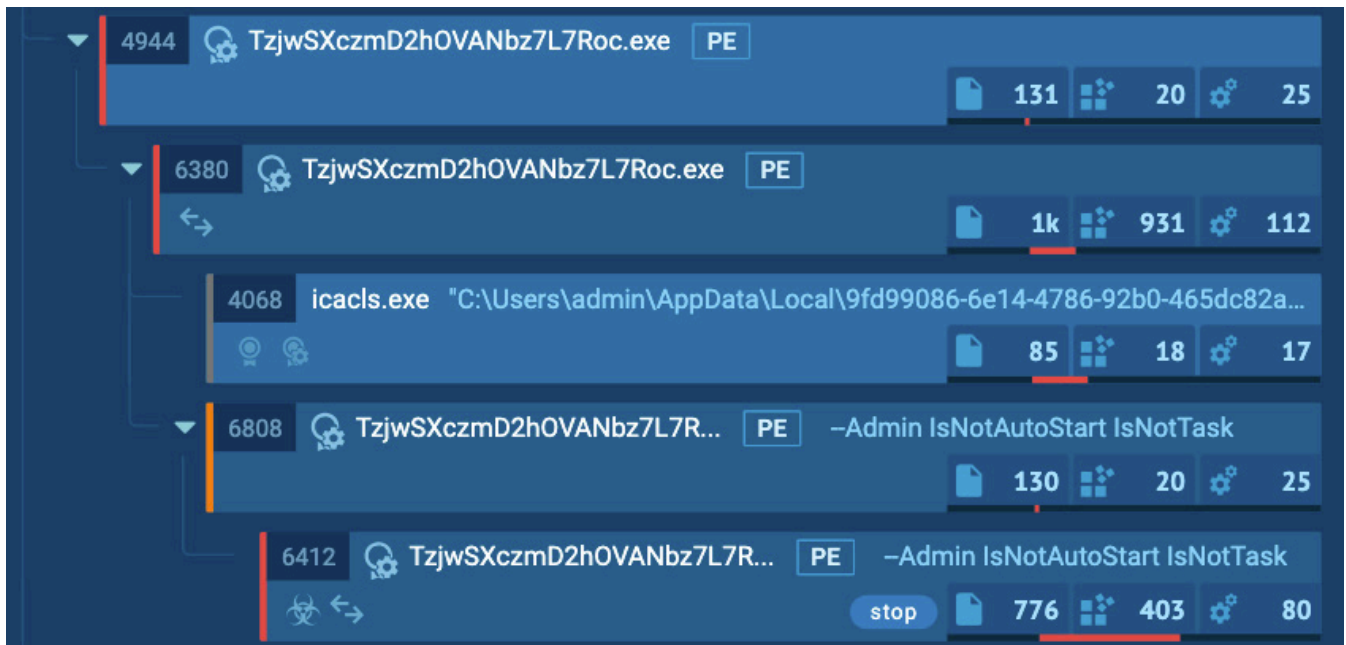 4944 TzjwSXczmD2hOVANbz7L7Roc.exe PE
131 20 25
6380 TzjwSXczmD2hOVANbz7L7Roc.exe PE
1k 931 112
4068 icacls.exe "C:\Users\admin\AppData\Local\9fd99086-6e14-4786-92b0-465dc82a...
85 18 17
6808 TzjwSXczmD2hOVANbz7L7R... PE –Admin IsNotAutoStart IsNotTask
130 20 25
6412 TzjwSXczmD2hOVANbz7L7R... PE –Admin IsNotAutoStart IsNotTask
stop 776 403 80